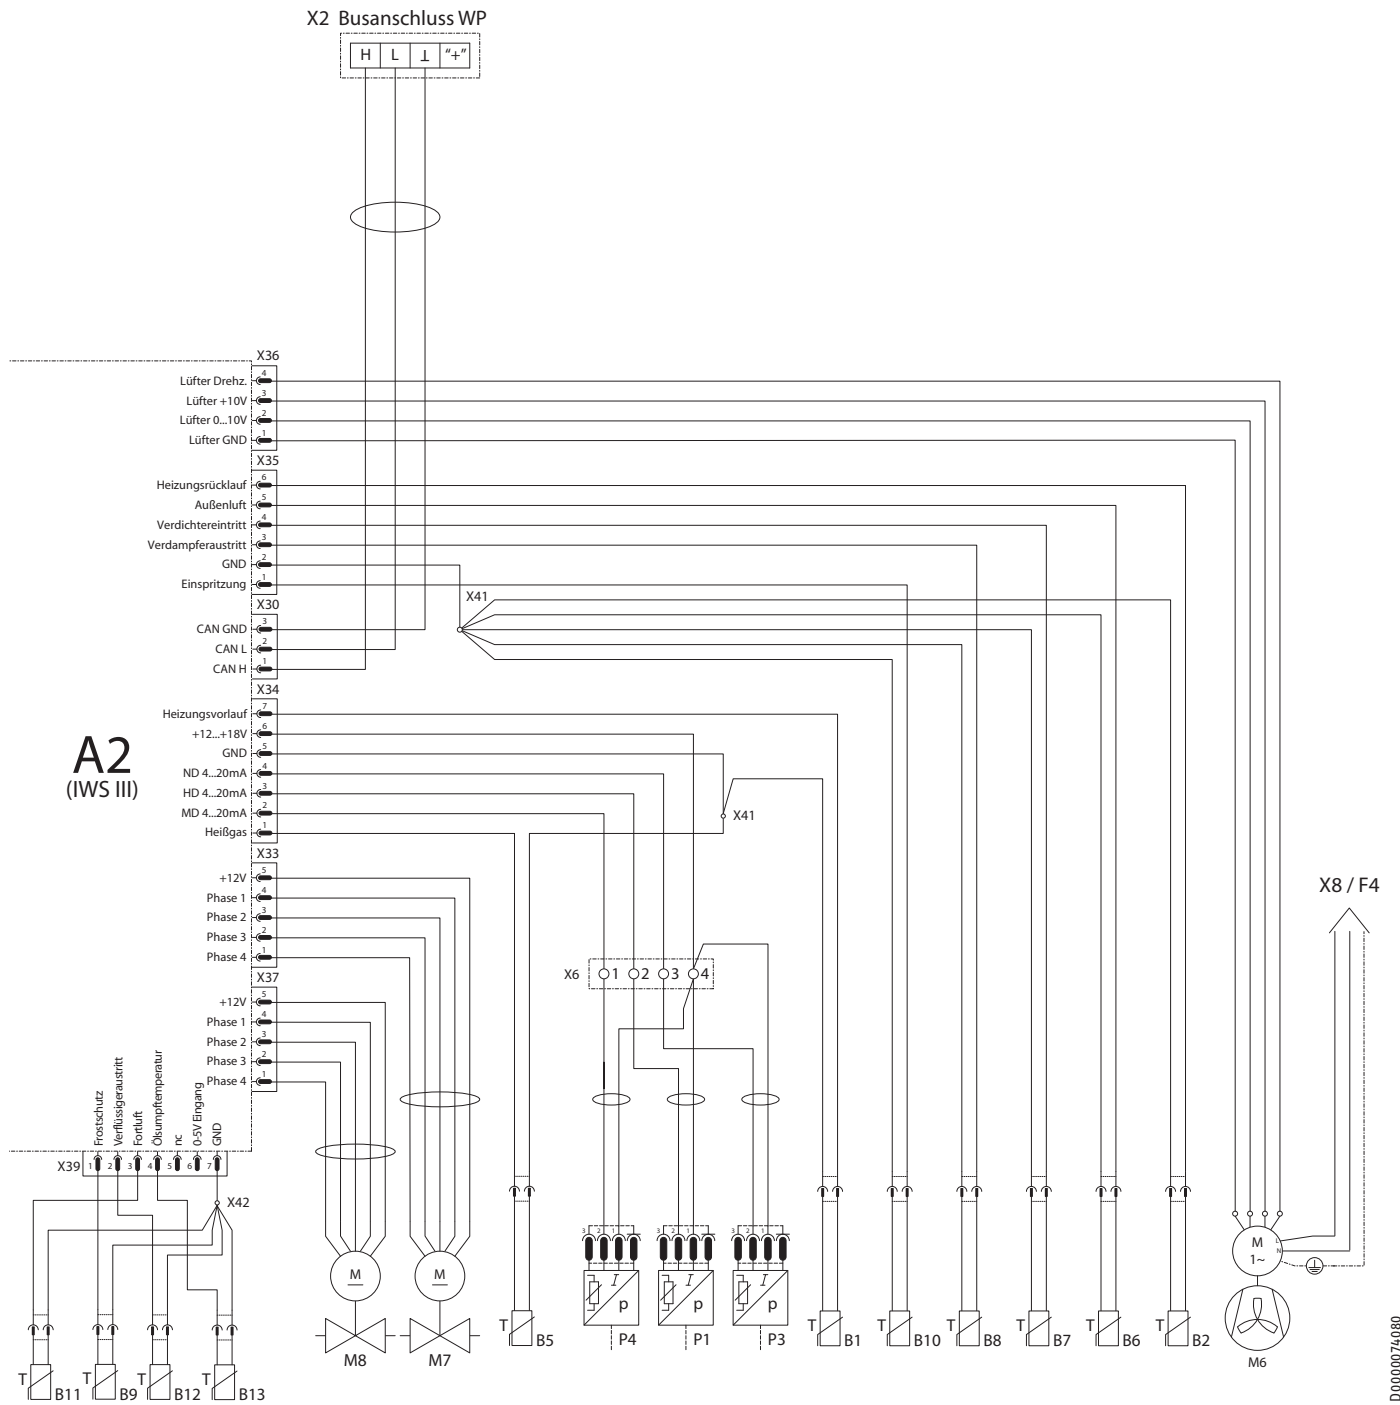 X2 Busanschluss WP
H L ⊥ "+"
X36
Lüfter Drehz. 4
Lüfter +10V 3
Lüfter 0...10V 2
Lüfter GND 1
X35
Heizungsrücklauf 6
Außenluft 5
Verdichtereintritt 4
Verdampferaustritt 3
GND 2
Einspritzung 1
X41
X30
CAN GND 3
CAN L 2
CAN H 1
X34
Heizungsvorlauf 7
+12...+18V 6
GND 5
ND 4...20mA 4
HD 4...20mA 3
MD 4...20mA 2
Heißgas 1
A2
(IWS III)
X41
X33
+12V 5
Phase 1 4
Phase 2 3
Phase 3 2
Phase 4 1
X8 / F4
X6 1 2 3 4
X37
+12V 5
Phase 1 4
Phase 2 3
Phase 3 2
Phase 4 1
Frostschutz
Verflüssigeraustritt
Fortluft
Ölsumpftemperatur
nc
0-5V Eingang
GND
X39 1 2 3 4 5 6 7
X42
3 2 1
3 2 1
3 2 1
M
M
M
1~
L
N
I
p
I
p
I
p
T B5
P4
P1
P3
T B1
T B10
T B8
T B7
T B6
T B2
M8
M7
M6
T B11
T B9
T B12
T B13
D0000074080